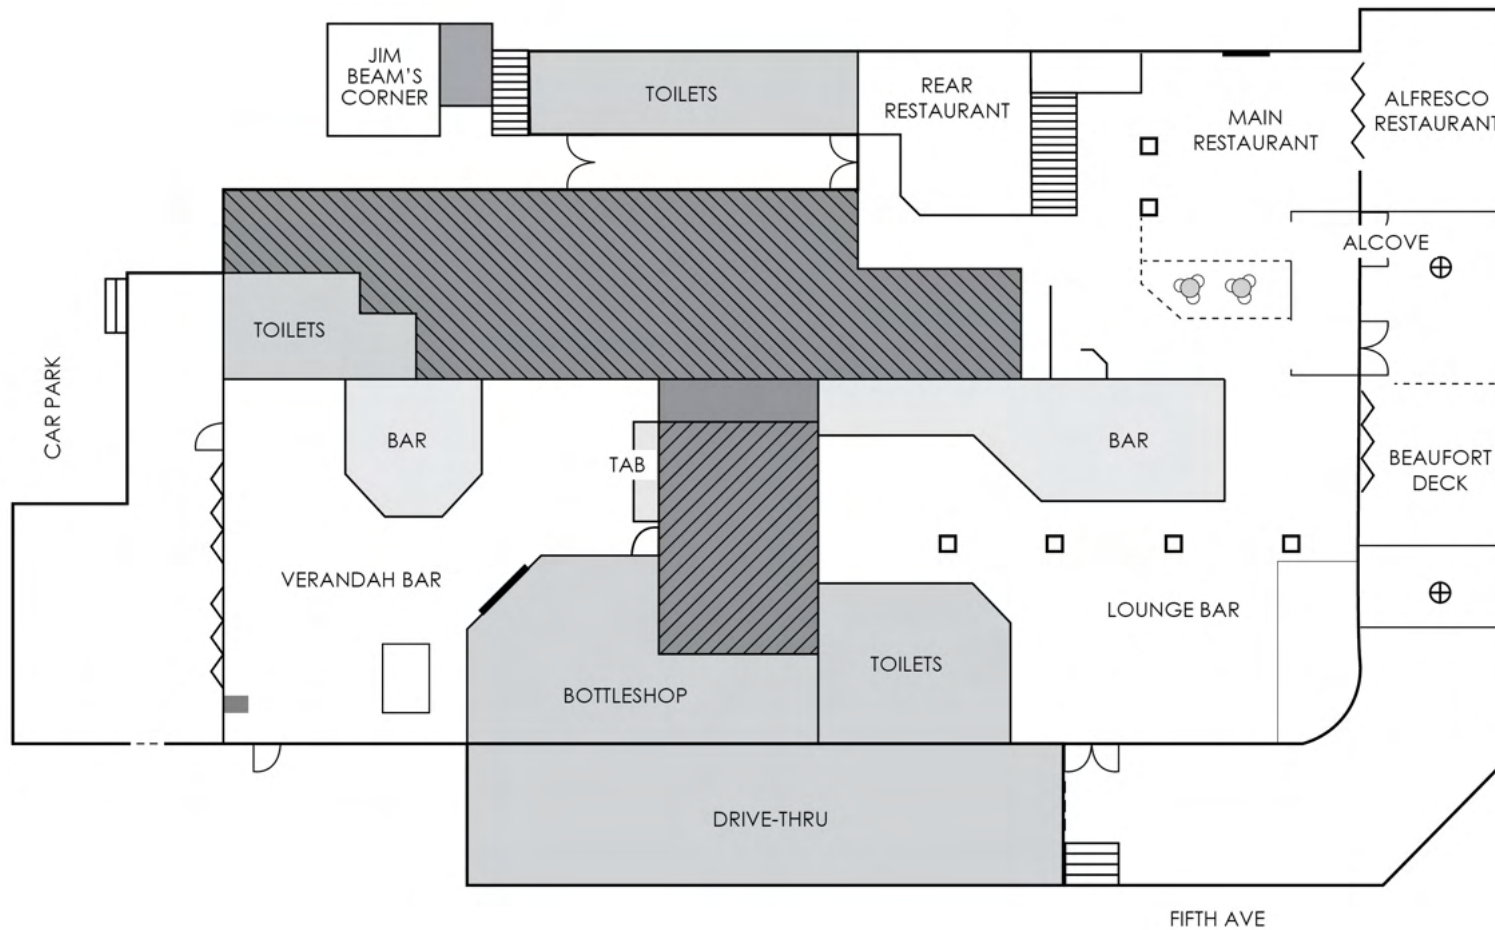 JIM
BEAM'S
CORNER
TOILETS
REAR
RESTAURANT
MAIN
RESTAURANT
ALFRESCO
RESTAURANT
ALCOVE
TOILETS
CAR PARK
BAR
TAB
BAR
BEAUFORT
DECK
VERANDAH BAR
LOUNGE BAR
TOILETS
BOTTLESHOP
DRIVE-THRU
FIFTH AVE